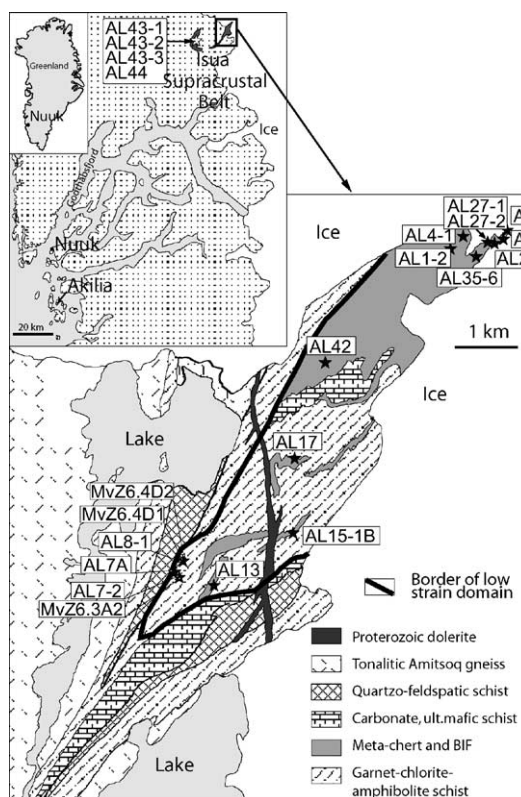 Greenland
Nuuk
AL43-1
AL43-2
AL43-3
AL44
Isua
Supracrustal
Belt
Ice
Godthåbsfjord
Nuuk
Akilia
20 km
Ice
AL27-1
AL27-2
AL4-1
AL1-2
AL35-6
1 km
AL42
Ice
Lake
AL17
MvZ6.4D2
MvZ6.4D1
AL8-1
AL15-1B
AL7A
AL13
AL7-2
MvZ6.3A2
Border of low
strain domain
Proterozoic dolerite
Tonalitic Amitsoq gneiss
Quartzo-feldspatic schist
Carbonate, ult.mafic schist
Meta-chert and BIF
Garnet-chlorite-
amphibolite schist
Lake